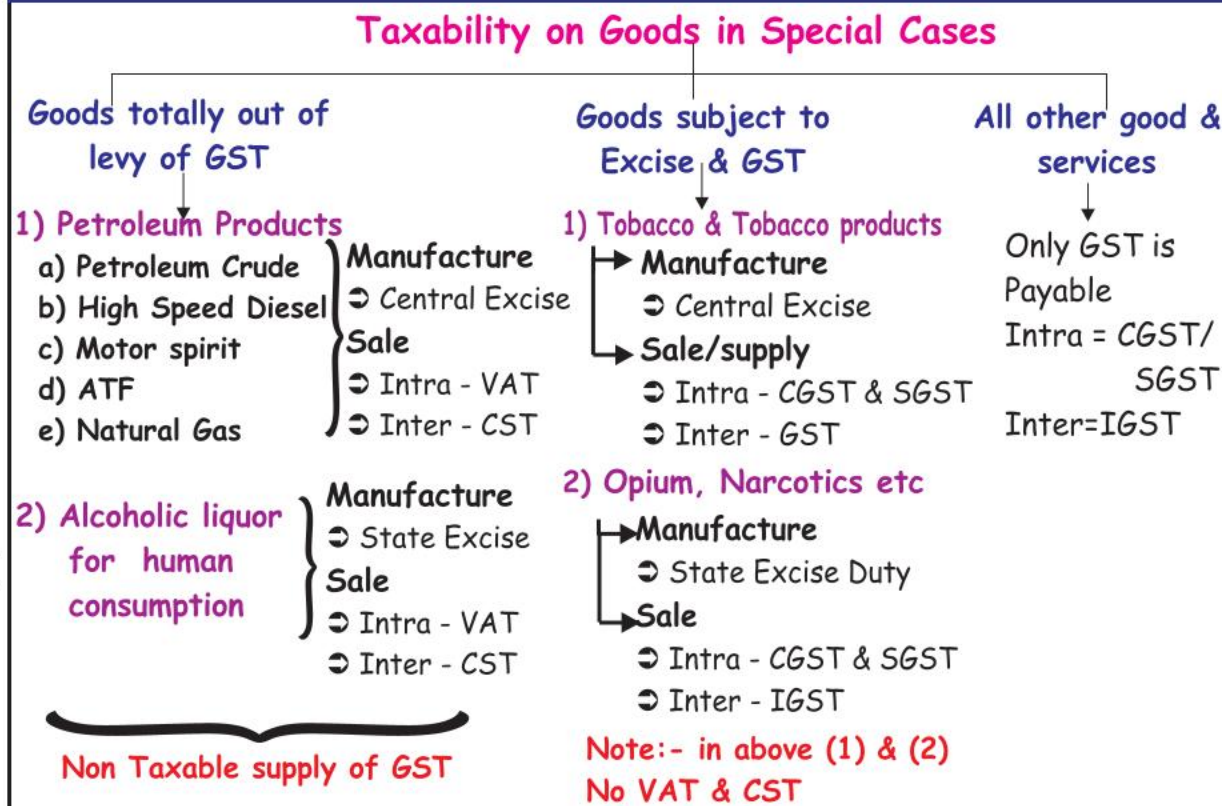 Taxability on Goods in Special Cases
Goods totally out of
levy of GST
1) Petroleum Products
a) Petroleum Crude
b) High Speed Diesel
c) Motor spirit
d) ATF
e) Natural Gas
Manufacture
➲ Central Excise
Sale
➲ Intra - VAT
➲ Inter - CST
2) Alcoholic liquor
for human
consumption
Manufacture
➲ State Excise
Sale
➲ Intra - VAT
➲ Inter - CST
Non Taxable supply of GST
Goods subject to
Excise & GST
1) Tobacco & Tobacco products
Manufacture
➲ Central Excise
Sale/supply
➲ Intra - CGST & SGST
➲ Inter - GST
2) Opium, Narcotics etc
Manufacture
➲ State Excise Duty
Sale
➲ Intra - CGST & SGST
➲ Inter - IGST
Note:- in above (1) & (2)
No VAT & CST
All other good &
services
Only GST is
Payable
Intra = CGST/
SGST
Inter=IGST